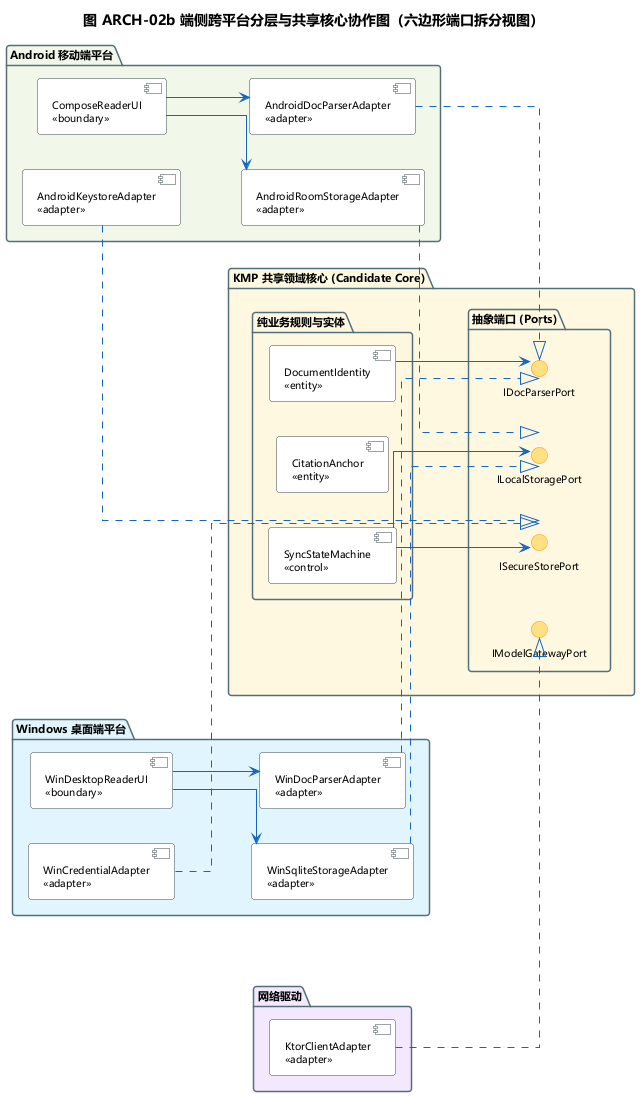 图 ARCH-02b 端侧跨平台分层与共享核心协作图（六边形端口拆分视图）
Android 移动端平台
ComposeReaderUI
«boundary»
AndroidDocParserAdapter
«adapter»
AndroidKeystoreAdapter
«adapter»
AndroidRoomStorageAdapter
«adapter»
KMP 共享领域核心 (Candidate Core)
纯业务规则与实体
DocumentIdentity
«entity»
CitationAnchor
«entity»
SyncStateMachine
«control»
抽象端口 (Ports)
IDocParserPort
ILocalStoragePort
ISecureStorePort
IModelGatewayPort
Windows 桌面端平台
WinDesktopReaderUI
«boundary»
WinDocParserAdapter
«adapter»
WinCredentialAdapter
«adapter»
WinSqliteStorageAdapter
«adapter»
网络驱动
KtorClientAdapter
«adapter»